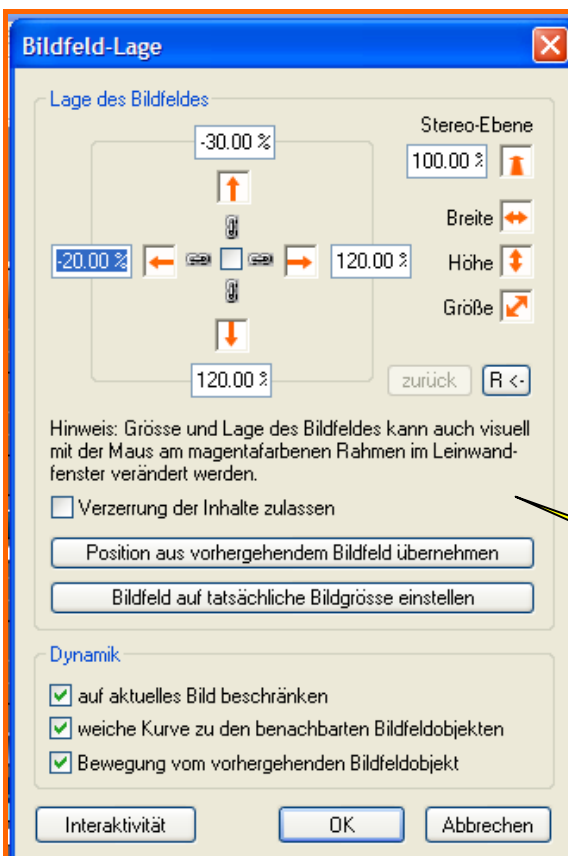 Bildfeld-Lage
Lage des Bildfeldes
Stereo-Ebene
-30.00 %
100.00 %
Breite
-20.00 %
120.00 %
Höhe
Größe
120.00 %
zurück
R <-
Hinweis: Grösse und Lage des Bildfeldes kann auch visuell
mit der Maus am magentafarbenen Rahmen im Leinwand-
fenster verändert werden.
Verzerrung der Inhalte zulassen
Position aus vorhergehendem Bildfeld übernehmen
Bildfeld auf tatsächliche Bildgrösse einstellen
Dynamik
auf aktuelles Bild beschränken
weiche Kurve zu den benachbarten Bildfeldobjekten
Bewegung vom vorhergehenden Bildfeldobjekt
Interaktivität
OK
Abbrechen